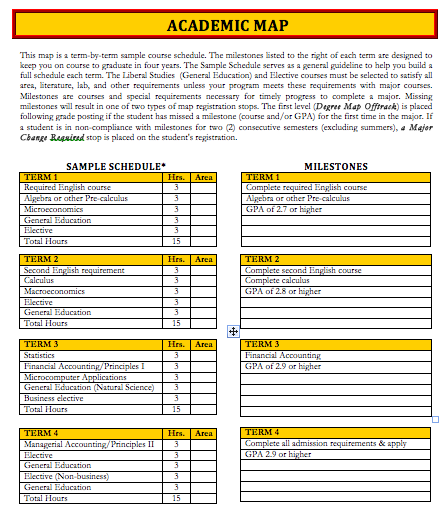 ACADEMIC MAP
This map is a term-by-term sample course schedule. The milestones listed to the right of each term are designed to
keep you on course to graduate in four years. The Sample Schedule serves as a general guideline to help you build a
full schedule each term. The Liberal Studies (General Education) and Elective courses must be selected to satisfy all
area, literature, lab, and other requirements unless your program meets these requirements with major courses.
Milestones are courses and special requirements necessary for timely progress to complete a major. Missing
milestones will result in one of two types of map registration stops. The first level (Degree Map Offtrack) is placed
following grade posting if the student has missed a milestone (course and/or GPA) for the first time in the major. If
a student is in non-compliance with milestones for two (2) consecutive semesters (excluding summers), a Major
Change Required stop is placed on the student's registration.
SAMPLE SCHEDULE* MILESTONES
TERM 1 Hrs. Area TERM 1
Required English course 3 Complete required English course
Algebra or other Pre-calculus 3 Algebra or other Pre-calculus
Microeconomics 3 GPA of 2.7 or higher
General Education 3
Elective 3
Total Hours 15
TERM 2 Hrs. Area TERM 2
Second English requirement 3 Complete second English course
Calculus 3 Complete calculus
Macroeconomics 3 GPA of 2.8 or higher
Elective 3
General Education 3
Total Hours 15
TERM 3 Hrs. Area TERM 3
Statistics 3 Financial Accounting
Financial Accounting/Principles I 3 GPA of 2.9 or higher
Microcomputer Applications 3
General Education (Natural Science) 3
Business elective 3
Total Hours 15
TERM 4 Hrs. Area TERM 4
Managerial Accounting/Principles II 3 Complete all admission requirements & apply
Elective 3 GPA 2.9 or higher
General Education 3
Elective (Non-business) 3
General Education 3
Total Hours 15